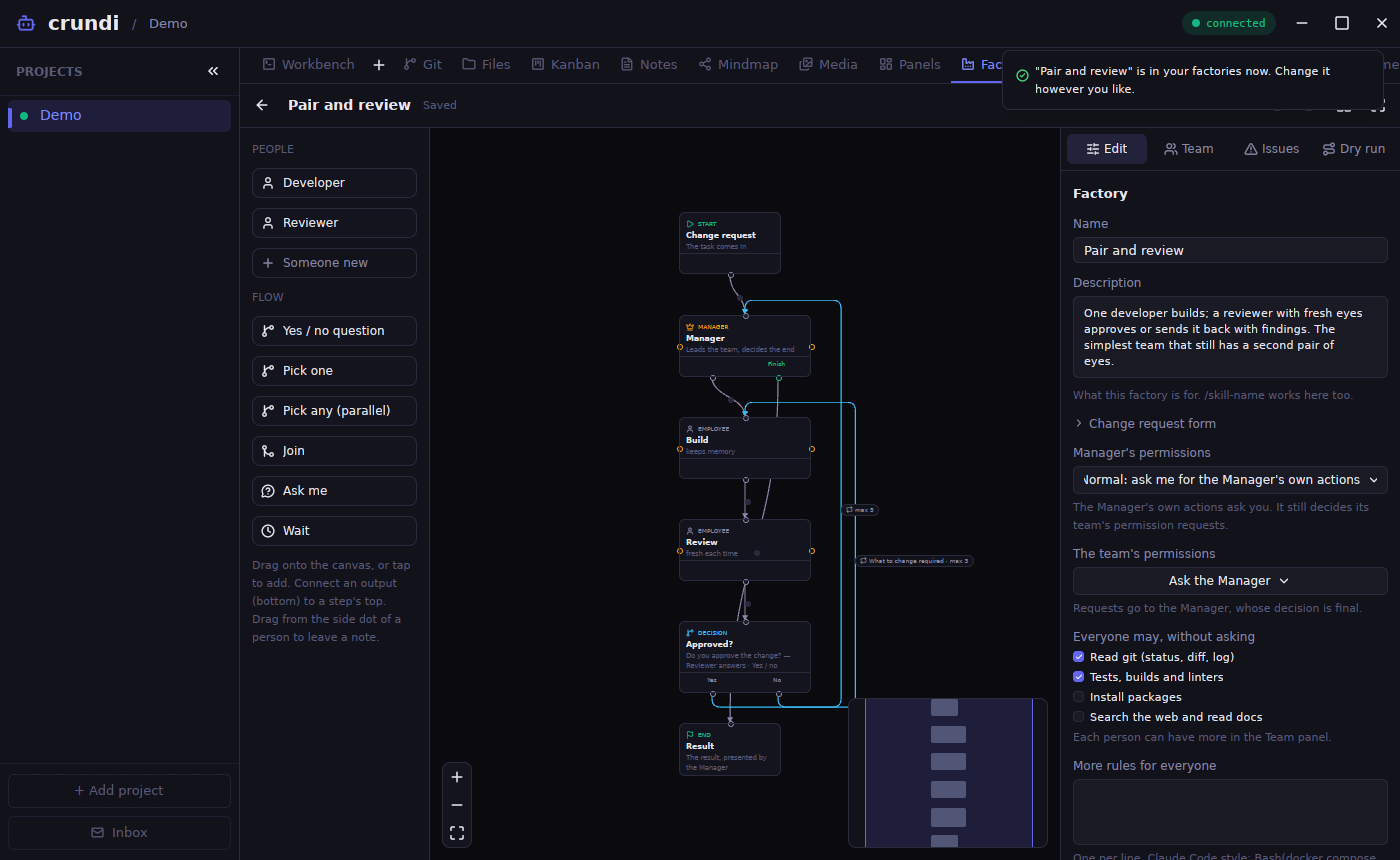 crundi / Demo
connected
PROJECTS
Demo
+ Add project
Inbox
Workbench
Git
Files
Kanban
Notes
Mindmap
Media
Panels
"Pair and review" is in your factories now. Change it
however you like.
Pair and review
Saved
PEOPLE
Developer
Reviewer
Someone new
FLOW
Yes / no question
Pick one
Pick any (parallel)
Join
Ask me
Wait
Drag onto the canvas, or tap
to add. Connect an output
(bottom) to a step's top.
Drag from the side dot of a
person to leave a note.
START
Change request
The task comes in
MANAGER
Manager
Leads the team, decides the end
Finish
EMPLOYEE
Build
keeps memory
max 5
EMPLOYEE
Review
fresh each time
What to change required · max 3
DECISION
Approved?
Do you approve the change? —
Reviewer answers · Yes / no
Yes
No
END
Result
The result, presented by
the Manager
Edit
Team
Issues
Dry run
Factory
Name
Pair and review
Description
One developer builds; a reviewer with fresh eyes
approves or sends it back with findings. The
simplest team that still has a second pair of
eyes.
What this factory is for. /skill-name works here too.
Change request form
Manager's permissions
Normal: ask me for the Manager's own actions
The Manager's own actions ask you. It still decides its
team's permission requests.
The team's permissions
Ask the Manager
Requests go to the Manager, whose decision is final.
Everyone may, without asking
Read git (status, diff, log)
Tests, builds and linters
Install packages
Search the web and read docs
Each person can have more in the Team panel.
More rules for everyone
One per line, Claude Code style: Bash(docker compose